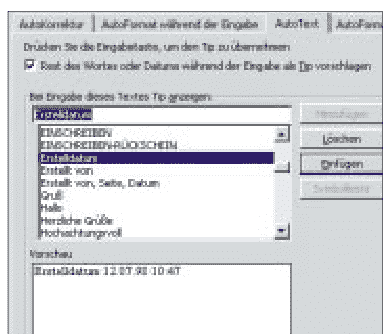 AutoKorrektur AutoFormat während der Eingabe AutoText AutoForm
Drücken Sie die Eingabetaste, um den Tip zu übernehmen
Rest des Wortes oder Datums während der Eingabe als Tip vorschlagen
Bei Eingabe dieses Textes Tip anzeigen:
Erstelldatum
Hinzufügen
EINSCHREIBEN
EINSCHREIBEN-RÜCKSCHEIN
Löschen
Erstelldatum
Erstellt von
Einfügen
Erstellt von, Seite, Datum
Gruß
Hallo
Herzliche Grüße
Hochachtungsvoll
Vorschau
Erstelldatum 12.07.98 10:47